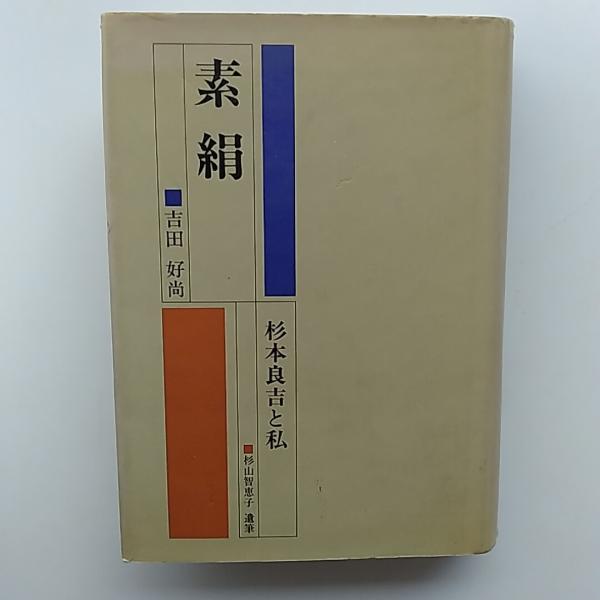 素絹
吉田 好尚
杉本良吉と私
杉山智恵子 遺筆